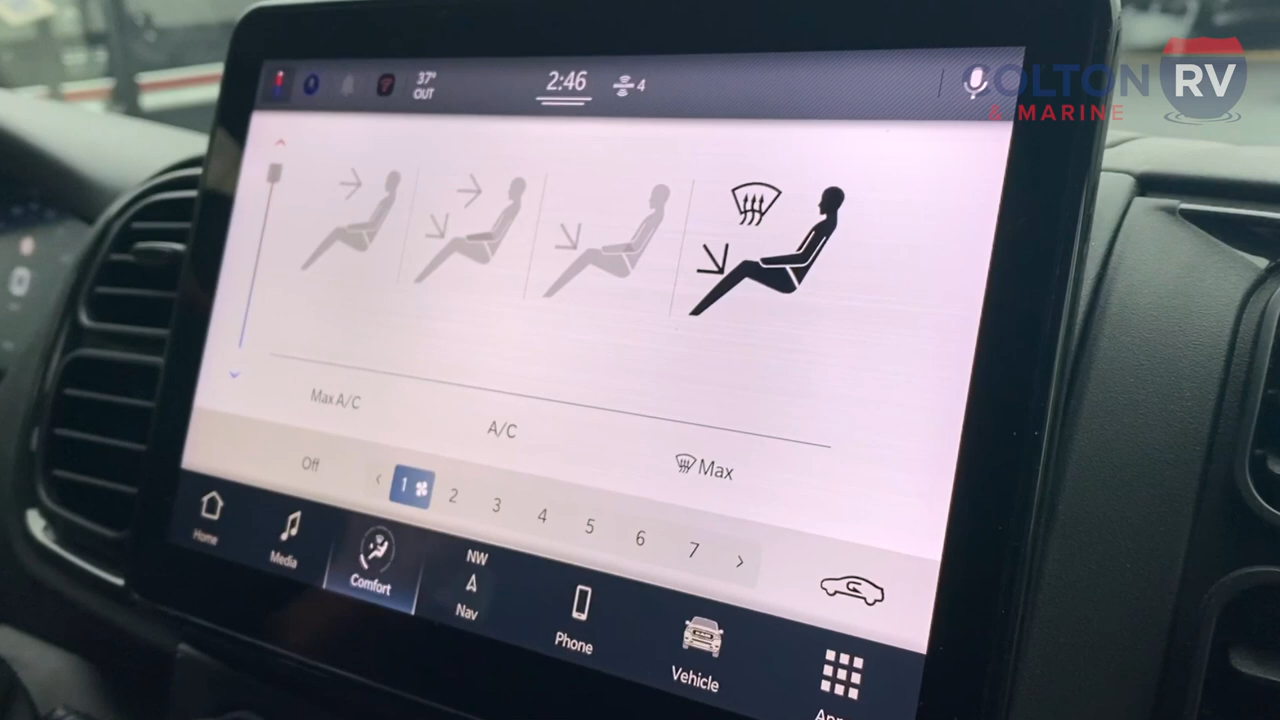 37°
OUT
2:46
4
COLTON RV
& MARINE
Max A/C
A/C
Max
Off
‹ 1 2 3 4 5 6 7 ›
Home
Media
Comfort
NW
Nav
Phone
Vehicle